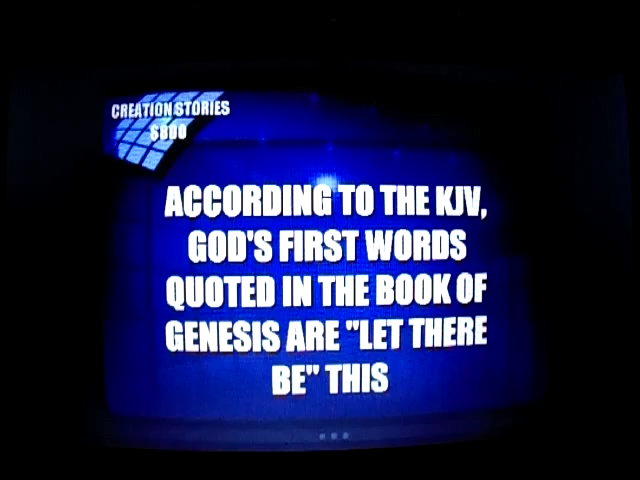 CREATION STORIES
$800
ACCORDING TO THE KJV,
GOD'S FIRST WORDS
QUOTED IN THE BOOK OF
GENESIS ARE "LET THERE
BE" THIS